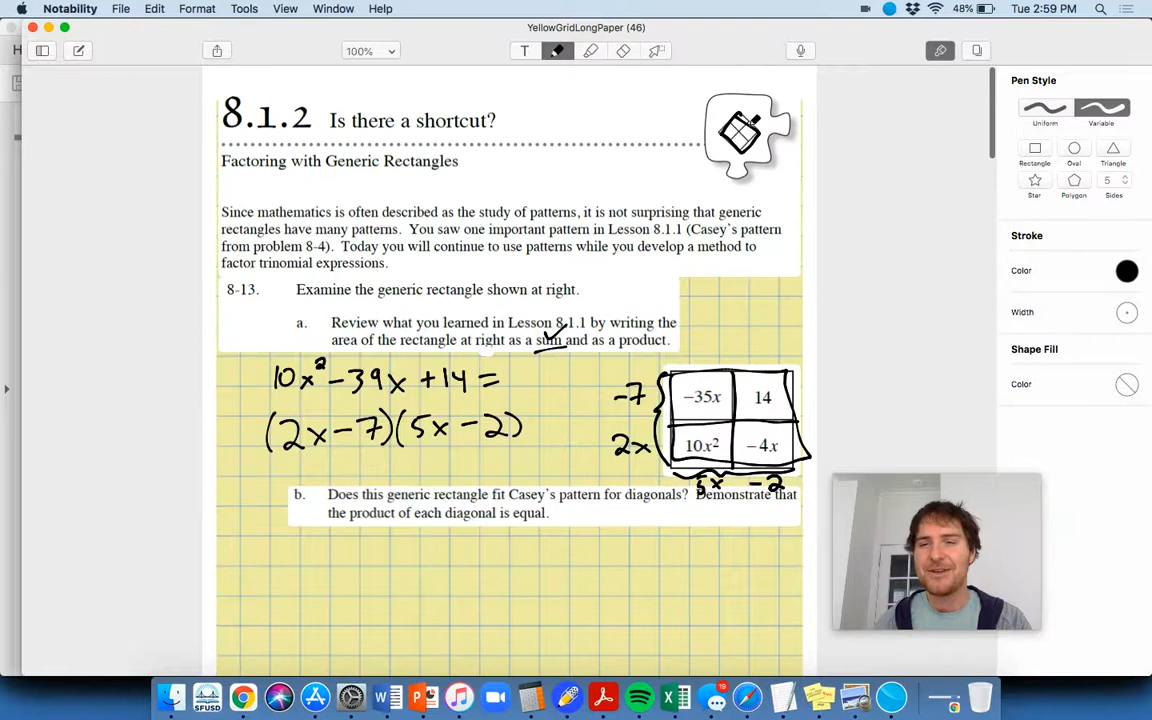 Notability File Edit Format Tools View Window Help 48% Tue 2:59 PM
YellowGridLongPaper (46)
100% T
8.1.2 Is there a shortcut?
Factoring with Generic Rectangles
Since mathematics is often described as the study of patterns, it is not surprising that generic
rectangles have many patterns. You saw one important pattern in Lesson 8.1.1 (Casey's pattern
from problem 8-4). Today you will continue to use patterns while you develop a method to
factor trinomial expressions.
8-13. Examine the generic rectangle shown at right.
a. Review what you learned in Lesson 8.1.1 by writing the
area of the rectangle at right as a sum and as a product.
10x² -39x +14 =
(2x -7)(5x -2)
-7 −35x 14
2x 10x² −4x
5x -2
b. Does this generic rectangle fit Casey's pattern for diagonals? Demonstrate that
the product of each diagonal is equal.
Pen Style
Uniform Variable
Rectangle Oval Triangle
5
Star Polygon Sides
Stroke
Color
Width
Shape Fill
Color
SFUSD
19